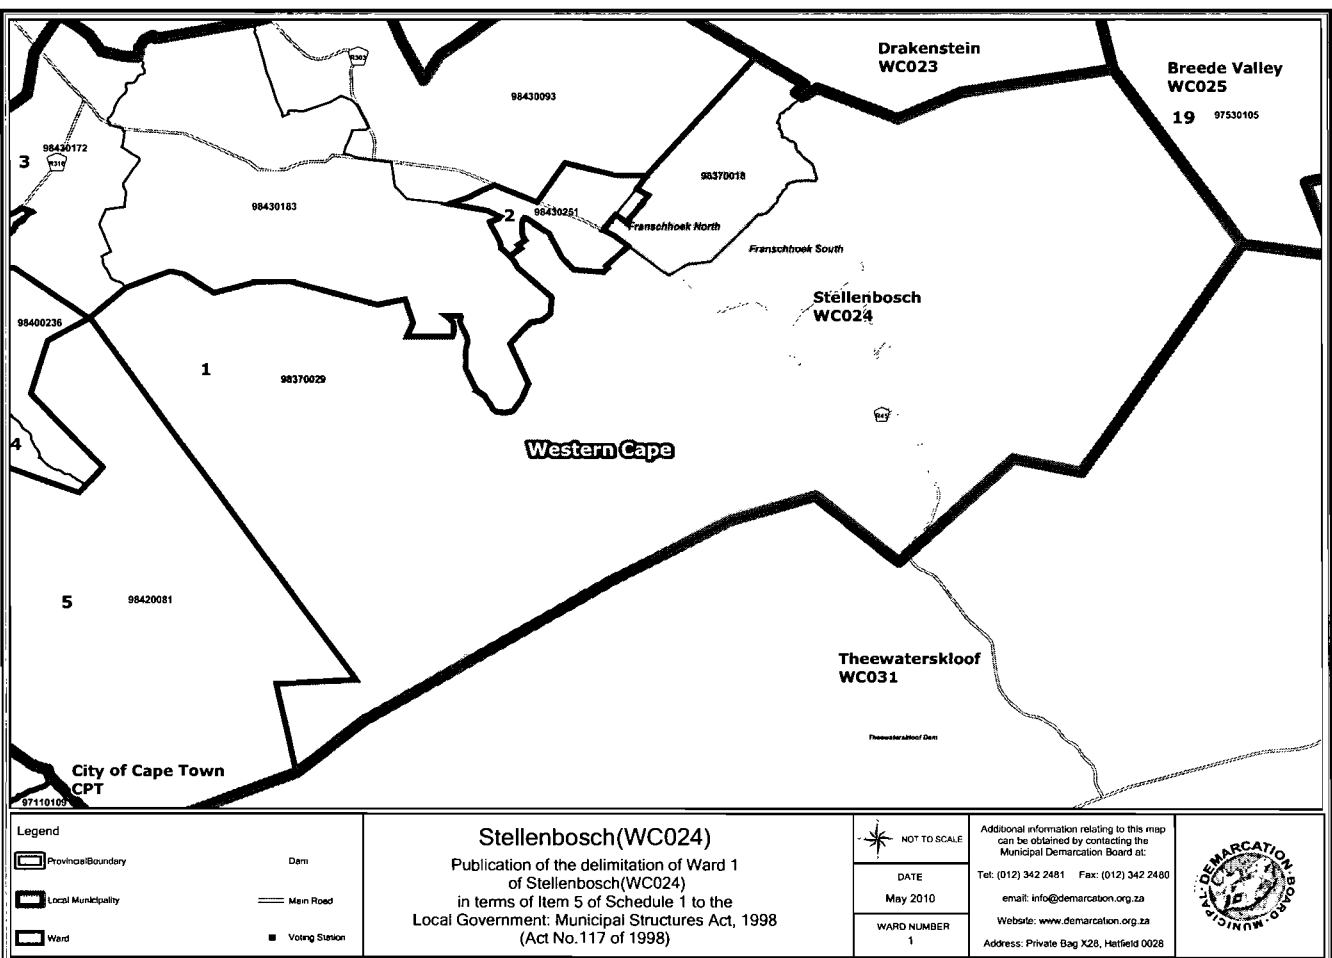 Drakenstein
WC023
Breede Valley
WC025
19 97530105
R303
98430093
98430172
3
R310
98370018
98430183
2
98430251
Franschhoek North
Franschhoek South
Stellenbosch
WC024
98400236
1
98370029
R45
4
Western Cape
5
98420081
Theewaterskloof
WC031
Theewaterskloof Dam
City of Cape Town
CPT
97110109
Legend
ProvincialBoundary
Dam
Local Municipality
Main Road
Ward
Voting Station
Stellenbosch(WC024)
Publication of the delimitation of Ward 1
of Stellenbosch(WC024)
in terms of Item 5 of Schedule 1 to the
Local Government: Municipal Structures Act, 1998
(Act No.117 of 1998)
NOT TO SCALE
DATE
May 2010
WARD NUMBER
1
Additional information relating to this map
can be obtained by contacting the
Municipal Demarcation Board at:
Tel: (012) 342 2481 Fax: (012) 342 2480
email: info@demarcation.org.za
Website: www.demarcation.org.za
Address: Private Bag X28, Hatfield 0028
MUNICIPAL DEMARCATION BOARD